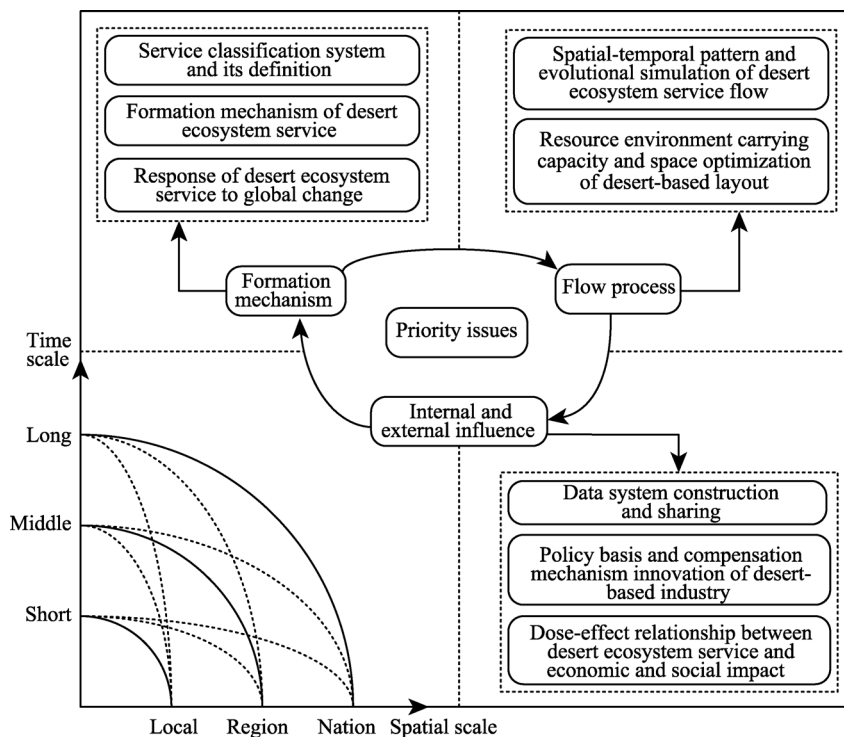 Service classification system
and its definition
Formation mechanism of desert
ecosystem service
Response of desert ecosystem
service to global change
Spatial-temporal pattern and
evolutional simulation of desert
ecosystem service flow
Resource environment carrying
capacity and space optimization
of desert-based layout
Formation
mechanism
Flow process
Priority issues
Internal and
external influence
Time
scale
Long
Middle
Short
Local
Region
Nation
Spatial scale
Data system construction
and sharing
Policy basis and compensation
mechanism innovation of desert-
based industry
Dose-effect relationship between
desert ecosystem service and
economic and social impact